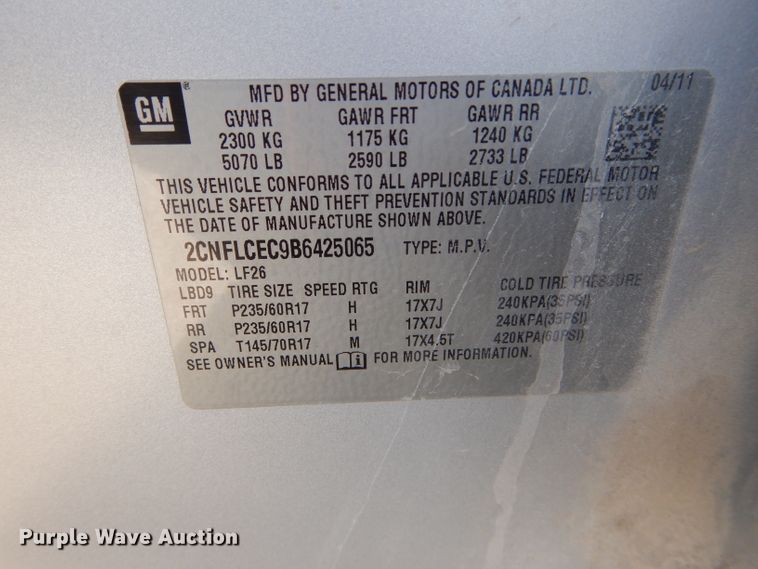 GM
MFD BY GENERAL MOTORS OF CANADA LTD. 04/11
GVWR GAWR FRT GAWR RR
2300 KG 1175 KG 1240 KG
5070 LB 2590 LB 2733 LB
THIS VEHICLE CONFORMS TO ALL APPLICABLE U.S. FEDERAL MOTOR
VEHICLE SAFETY AND THEFT PREVENTION STANDARDS IN EFFECT ON
THE DATE OF MANUFACTURE SHOWN ABOVE.
2CNFLCEC9B6425065 TYPE: M.P.V.
MODEL: LF26
LBD9 TIRE SIZE SPEED RTG RIM COLD TIRE PRESSURE
FRT P235/60R17 H 17X7J 240KPA(35PSI)
RR P235/60R17 H 17X7J 240KPA(35PSI)
SPA T145/70R17 M 17X4.5T 420KPA(60PSI)
SEE OWNER'S MANUAL FOR MORE INFORMATION.
Purple Wave Auction